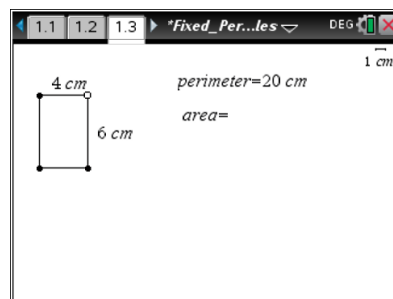 1.1 1.2 1.3 *Fixed_Per...les DEG
1 cm
4 cm
perimeter=20 cm
area=
6 cm